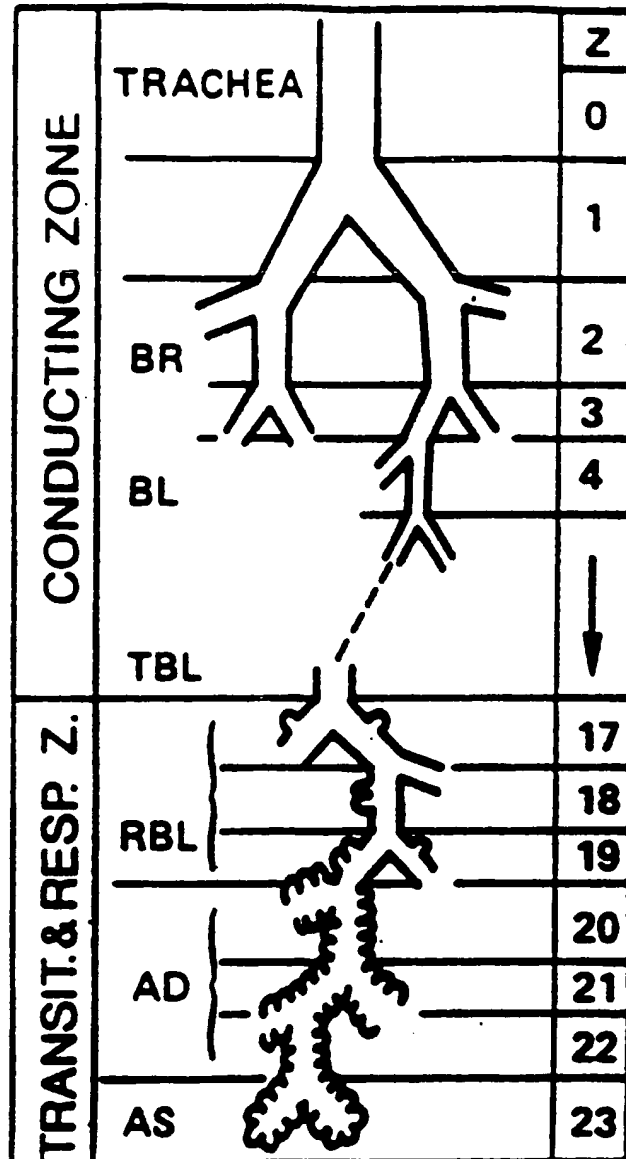 CONDUCTING ZONE
TRANSIT.& RESP. Z.
Z
TRACHEA
0
1
BR
2
3
BL
4
TBL
17
18
RBL
19
20
AD
21
22
AS
23